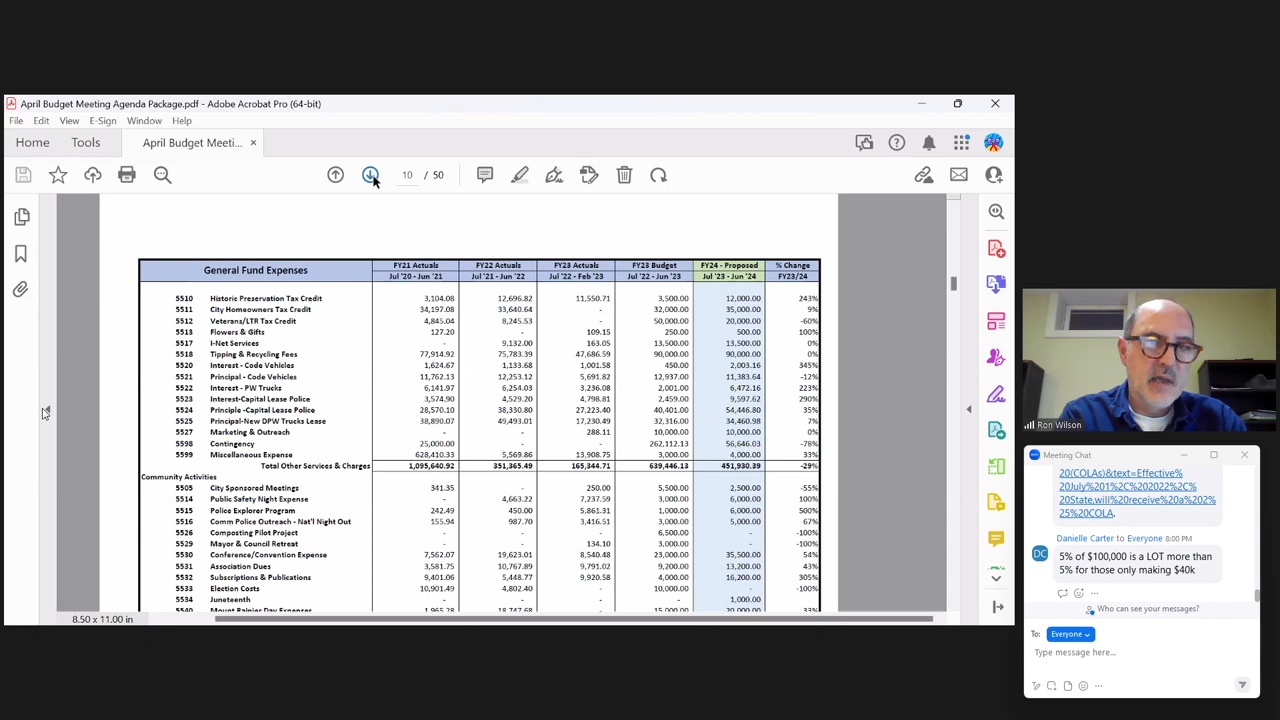 April Budget Meeting Agenda Package.pdf - Adobe Acrobat Pro (64-bit)
File Edit View E-Sign Window Help
Home Tools April Budget Meeti... ×
10 / 50
General Fund Expenses FY21 Actuals FY22 Actuals FY23 Actuals FY23 Budget FY24 - Proposed % Change
Jul '20 - Jun '21 Jul '21 - Jun '22 Jul '22 - Feb '23 Jul '22 - Jun '23 Jul '23 - Jun '24 FY23/24
5510 Historic Preservation Tax Credit 3,104.08 12,696.82 11,550.71 3,500.00 12,000.00 243%
5511 City Homeowners Tax Credit 34,197.08 33,640.64 - 32,000.00 35,000.00 9%
5512 Veterans/LTR Tax Credit 4,845.04 8,245.53 50,000.00 20,000.00 -60%
5513 Flowers & Gifts 127.20 - 109.15 250.00 500.00 100%
5517 I-Net Services - 9,132.00 163.05 13,500.00 13,500.00 0%
5518 Tipping & Recycling Fees 77,914.92 75,783.39 47,686.59 90,000.00 90,000.00 0%
5520 Interest - Code Vehicles 1,624.67 1,133.68 1,001.58 450.00 2,003.16 345%
5521 Principal - Code Vehicles 11,762.13 12,253.12 5,691.82 12,937.00 11,383.64 -12%
5522 Interest - PW Trucks 6,141.97 6,254.03 3,236.08 2,001.00 6,472.16 223%
5523 Interest-Capital Lease Police 3,574.90 4,529.20 4,798.81 2,459.00 9,597.62 290%
5524 Principle -Capital Lease Police 28,570.10 38,330.80 27,223.40 40,401.00 54,446.80 35%
5525 Principal-New DPW Trucks Lease 38,890.07 49,493.01 17,230.49 32,316.00 34,460.98 7%
5527 Marketing & Outreach - - 288.11 10,000.00 10,000.00 0%
5598 Contingency 25,000.00 - - 262,112.13 56,646.03 -78%
5599 Miscellaneous Expense 628,410.33 5,569.86 13,908.75 3,000.00 4,000.00 33%
Total Other Services & Charges 1,095,640.92 351,365.49 165,344.71 639,446.13 451,930.39 -29%
Community Activities
5505 City Sponsored Meetings 341.35 250.00 5,500.00 2,500.00 -55%
5514 Public Safety Night Expense - 4,663.22 7,237.59 3,000.00 6,000.00 100%
5515 Police Explorer Program 242.49 450.00 5,861.31 1,000.00 6,000.00 500%
5516 Comm Police Outreach - Nat'l Night Out 155.94 987.70 3,416.51 3,000.00 5,000.00 67%
5526 Composting Pilot Project - - - 6,500.00 - -100%
5529 Mayor & Council Retreat - - 134.10 3,000.00 - -100%
5530 Conference/Convention Expense 7,562.07 19,623.01 8,540.48 23,000.00 35,500.00 54%
5531 Association Dues 3,581.75 10,767.89 9,791.02 9,200.00 13,200.00 43%
5532 Subscriptions & Publications 9,401.06 5,448.77 9,920.58 4,000.00 16,200.00 305%
5533 Election Costs 10,901.49 4,802.40 - 10,000.00 - -100%
5534 Juneteenth - - - - 1,000.00
5540 Mount Rainier Day Expenses 1,965.28 18,747.68 - 15,000.00 20,000.00 33%
8.50 x 11.00 in
Ron Wilson
Meeting Chat
20(COLAs)&text=Effective%
20July%201%2C%202022%2C%
20State,will%20receive%20a%202%
25%20COLA.
Danielle Carter to Everyone 8:00 PM
DC
5% of $100,000 is a LOT more than
5% for those only making $40k
Who can see your messages?
To: Everyone
Type message here...